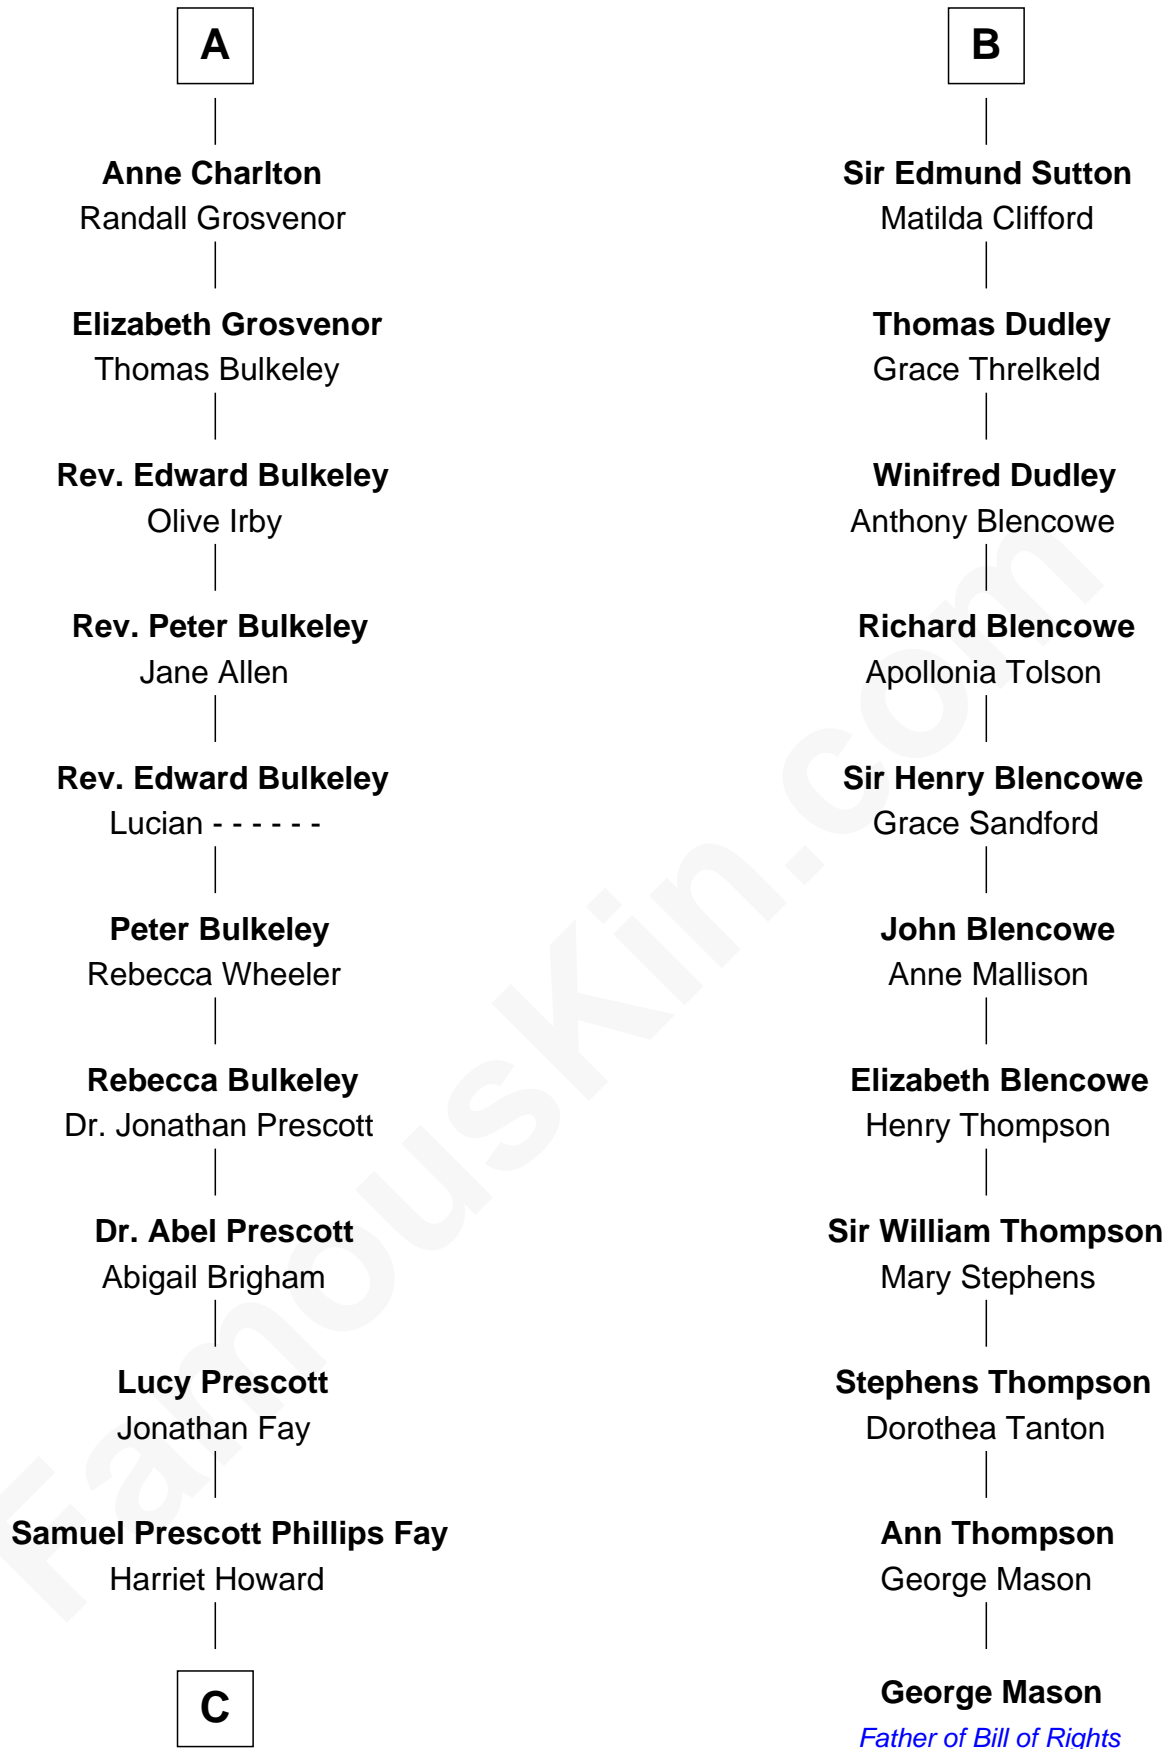 A
Anne Charlton
Randall Grosvenor
Elizabeth Grosvenor
Thomas Bulkeley
Rev. Edward Bulkeley
Olive Irby
Rev. Peter Bulkeley
Jane Allen
Rev. Edward Bulkeley
Lucian - - - - - -
Peter Bulkeley
Rebecca Wheeler
Rebecca Bulkeley
Dr. Jonathan Prescott
Dr. Abel Prescott
Abigail Brigham
Lucy Prescott
Jonathan Fay
Samuel Prescott Phillips Fay
Harriet Howard
C
B
Sir Edmund Sutton
Matilda Clifford
Thomas Dudley
Grace Threlkeld
Winifred Dudley
Anthony Blencowe
Richard Blencowe
Apollonia Tolson
Sir Henry Blencowe
Grace Sandford
John Blencowe
Anne Mallison
Elizabeth Blencowe
Henry Thompson
Sir William Thompson
Mary Stephens
Stephens Thompson
Dorothea Tanton
Ann Thompson
George Mason
George Mason
Father of Bill of Rights
FamousKin.com